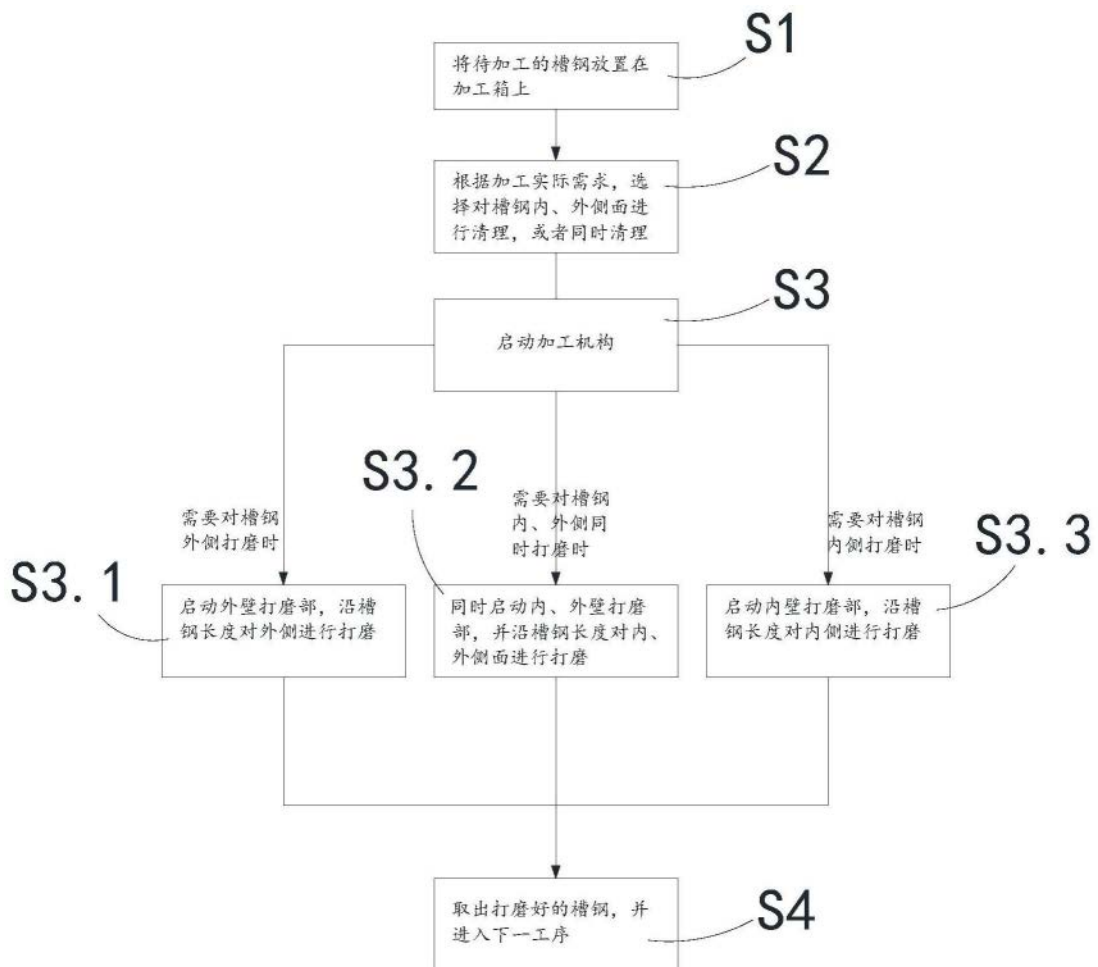 S1
将待加工的槽钢放置在
加工箱上
S2
根据加工实际需求，选
择对槽钢内、外侧面进
行清理，或者同时清理
S3
启动加工机构
S3.2
需要对槽钢
外侧打磨时
需要对槽钢
内、外侧同
时打磨时
需要对槽钢
内侧打磨时
S3.3
S3.1
启动外壁打磨部，沿槽
钢长度对外侧进行打磨
同时启动内、外壁打磨
部，并沿槽钢长度对内、
外侧面进行打磨
启动内壁打磨部，沿槽
钢长度对内侧进行打磨
取出打磨好的槽钢，并
进入下一工序
S4